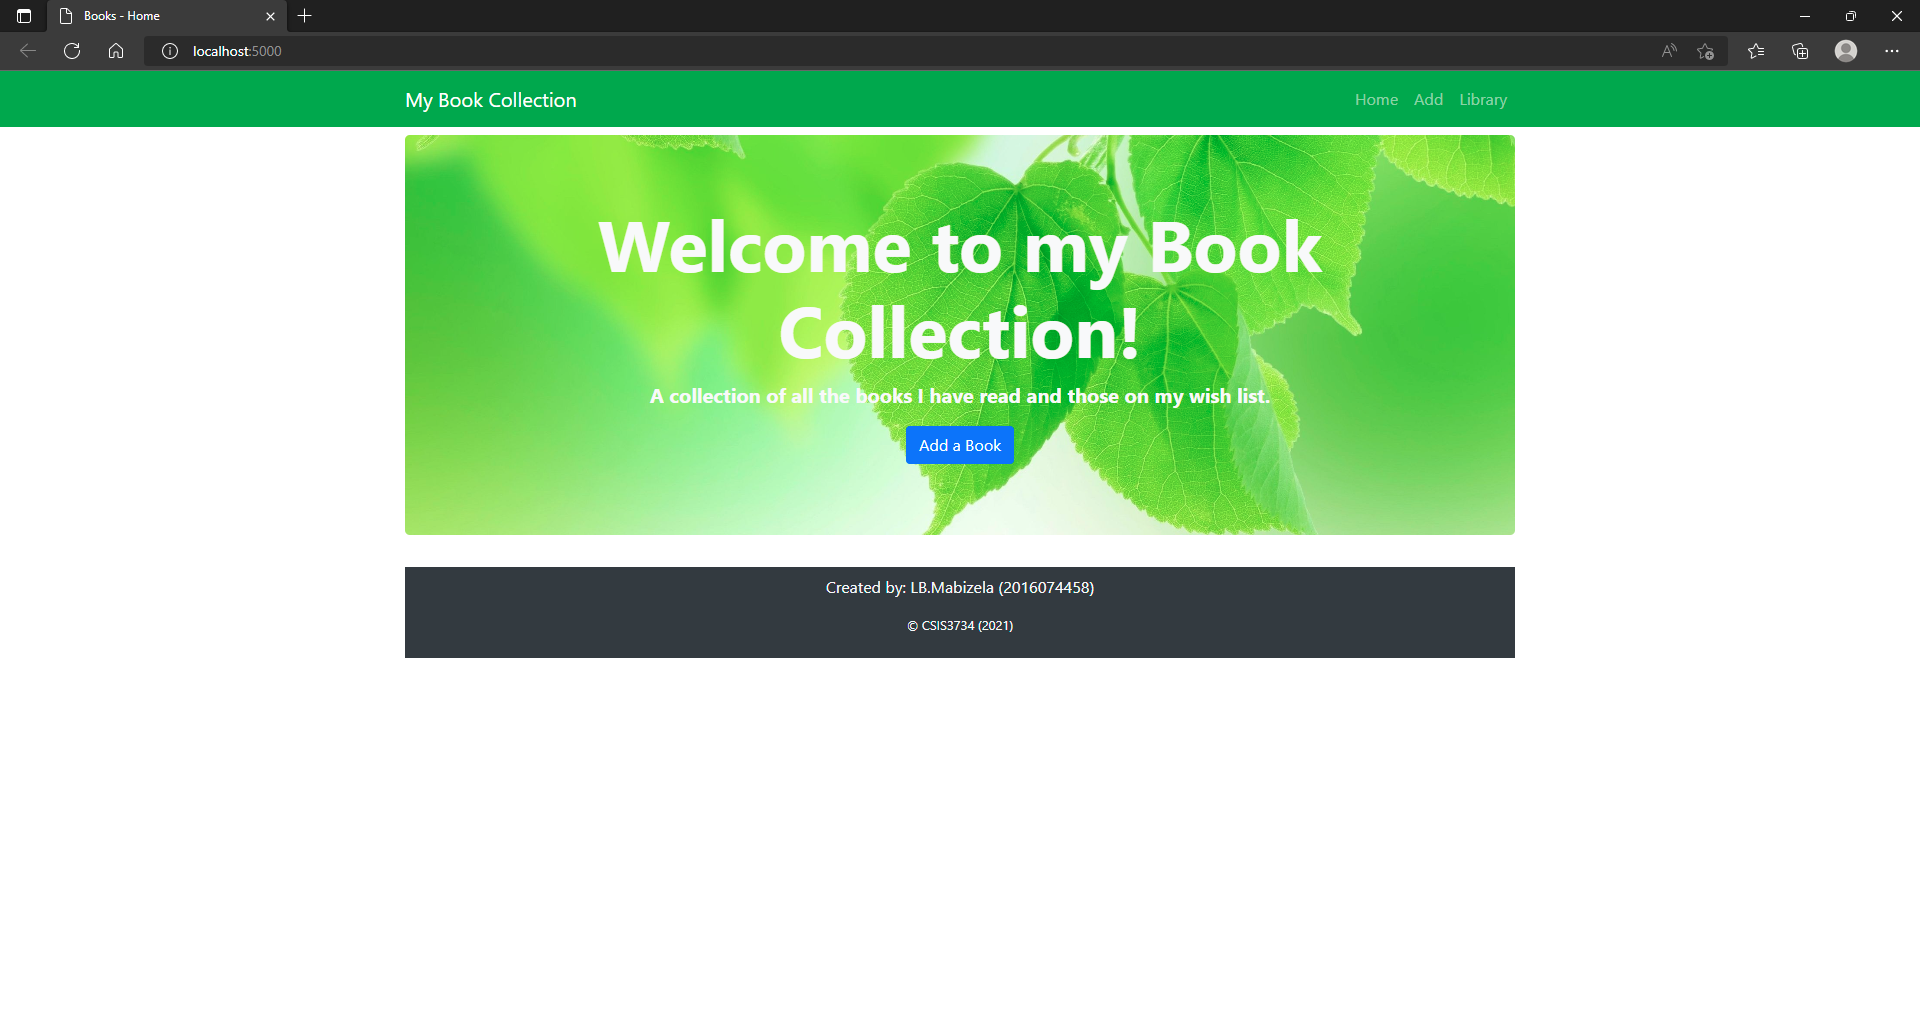 Books - Home
localhost:5000
My Book Collection
Home Add Library
Welcome to my Book
Collection!
A collection of all the books I have read and those on my wish list.
Add a Book
Created by: LB.Mabizela (2016074458)
© CSIS3734 (2021)